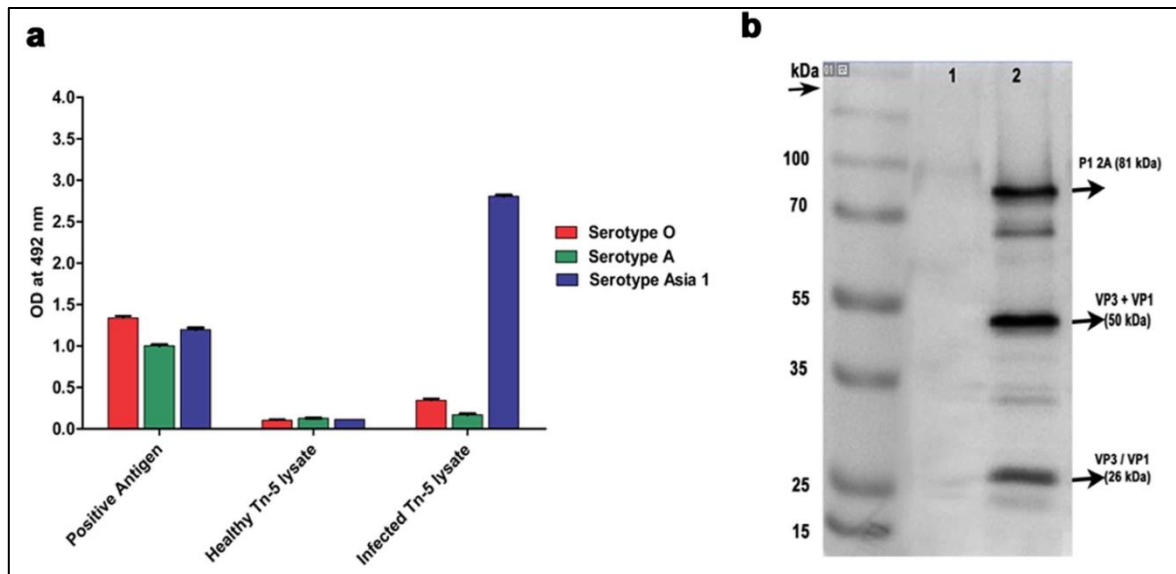 a
4.0
3.5
3.0
2.5
2.0
1.5
1.0
0.5
0.0
OD at 492 nm
Positive Antigen
Healthy Tn-5 lysate
Infected Tn-5 lysate
Serotype O
Serotype A
Serotype Asia 1
b
kDa
1 2
100
70
55
35
25
15
P1 2A (81 kDa)
VP3 + VP1
(50 kDa)
VP3 / VP1
(26 kDa)